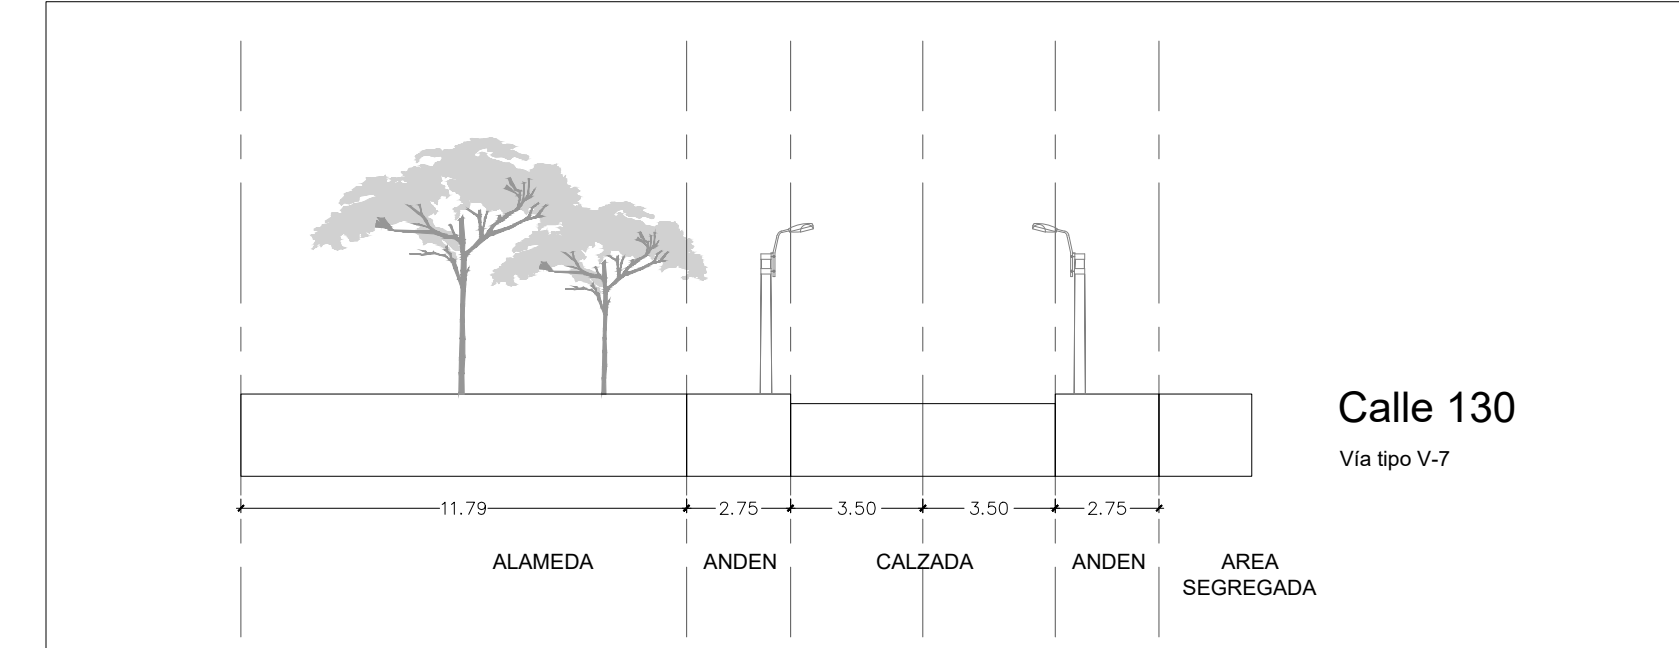 Calle 130
Vía tipo V-7
11.79 2.75 3.50 3.50 2.75
ALAMEDA ANDEN CALZADA ANDEN AREA
SEGREGADA